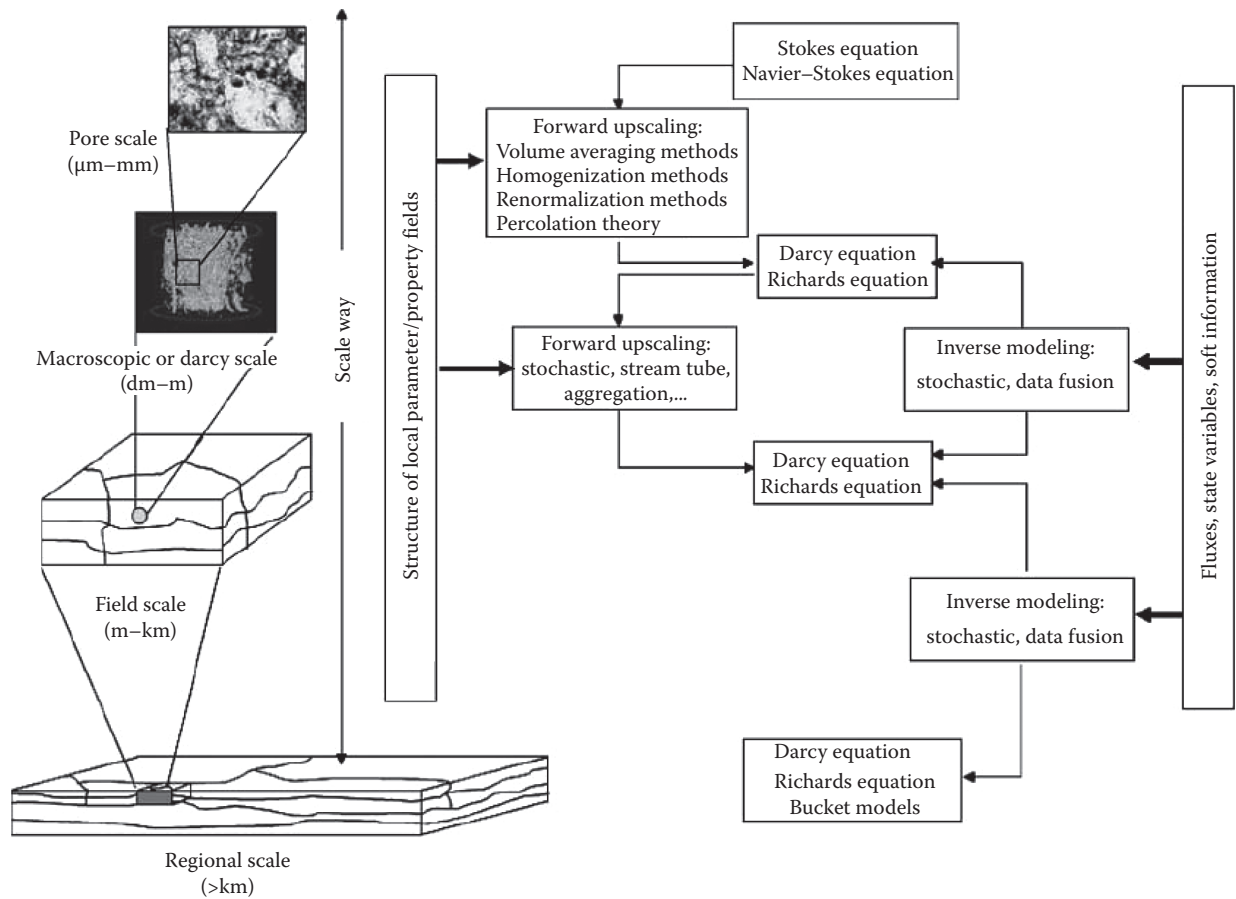 Pore scale
(μm–mm)
Macroscopic or darcy scale
(dm–m)
Field scale
(m–km)
Regional scale
(>km)
Scale way
Structure of local parameter/property fields
Stokes equation
Navier–Stokes equation
Forward upscaling:
Volume averaging methods
Homogenization methods
Renormalization methods
Percolation theory
Darcy equation
Richards equation
Forward upscaling:
stochastic, stream tube,
aggregation,...
Inverse modeling:
stochastic, data fusion
Darcy equation
Richards equation
Inverse modeling:
stochastic, data fusion
Darcy equation
Richards equation
Bucket models
Fluxes, state variables, soft information